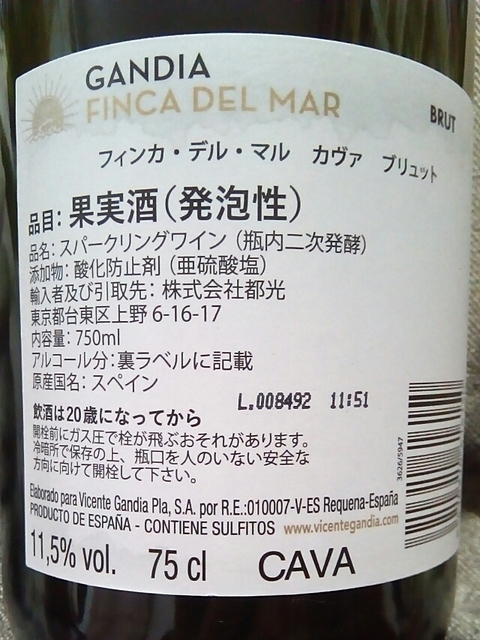 GANDIA
FINCA DEL MAR
BRUT
フィンカ・デル・マル カヴァ ブリュット
品目: 果実酒(発泡性)
品名: スパークリングワイン (瓶内二次発酵)
添加物: 酸化防止剤 (亜硫酸塩)
輸入者及び引取先: 株式会社都光
東京都台東区上野 6-16-17
内容量: 750ml
アルコール分: 裏ラベルに記載
原産国名: スペイン
L.008492 11:51
飲酒は20歳になってから
開栓前にガス圧で栓が飛ぶおそれがあります。
冷暗所で保存の上、瓶口を人のいない安全な
方向に向けて開栓して下さい。
3626/5947
Elaborado para Vicente Gandia Pla, S.A. por R.E.:010007-V-ES Requena-España
PRODUCTO DE ESPAÑA - CONTIENE SULFITOS www.vicentegandia.com
11,5% vol. 75 cl CAVA